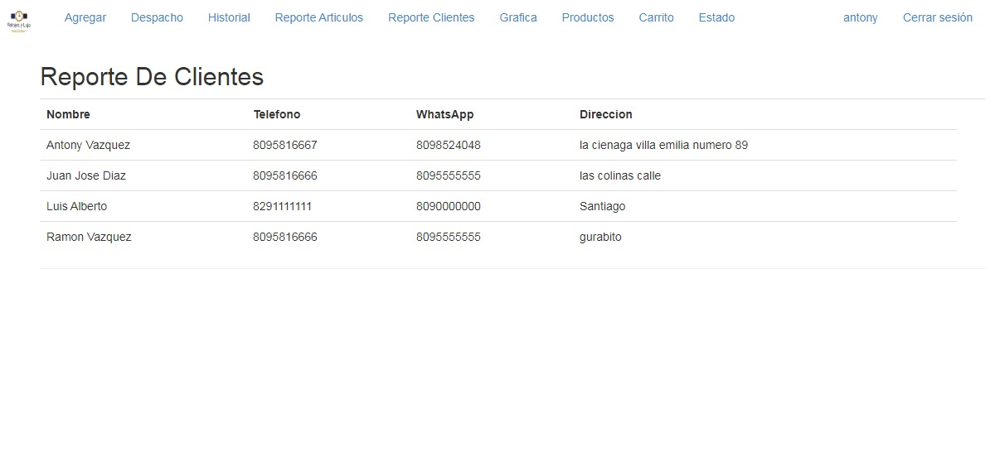 Relojes y Lujo
Agregar Despacho Historial Reporte Articulos Reporte Clientes Grafica Productos Carrito Estado antony Cerrar sesión
Reporte De Clientes
Nombre Telefono WhatsApp Direccion
Antony Vazquez 8095816667 8098524048 la cienaga villa emilia numero 89
Juan Jose Diaz 8095816666 8095555555 las colinas calle
Luis Alberto 8291111111 8090000000 Santiago
Ramon Vazquez 8095816666 8095555555 gurabito